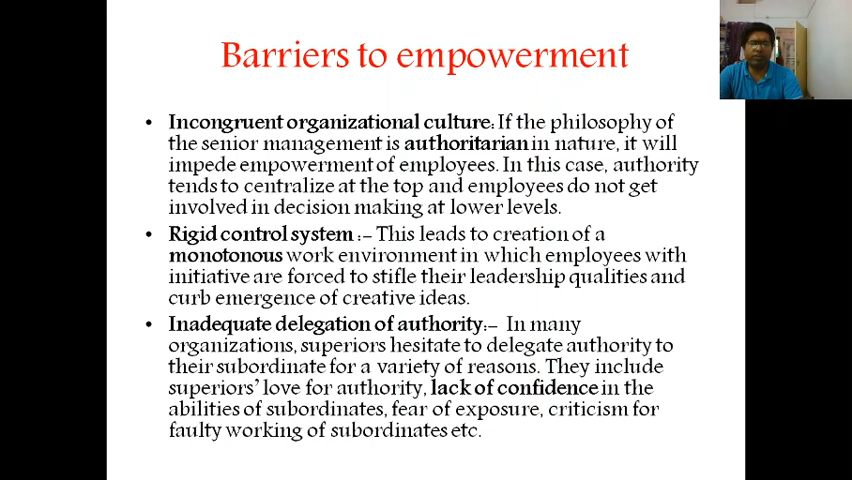 Barriers to empowerment
• Incongruent organizational culture: If the philosophy of
the senior management is authoritarian in nature, it will
impede empowerment of employees. In this case, authority
tends to centralize at the top and employees do not get
involved in decision making at lower levels.
• Rigid control system :- This leads to creation of a
monotonous work environment in which employees with
initiative are forced to stifle their leadership qualities and
curb emergence of creative ideas.
• Inadequate delegation of authority:- In many
organizations, superiors hesitate to delegate authority to
their subordinate for a variety of reasons. They include
superiors' love for authority, lack of confidence in the
abilities of subordinates, fear of exposure, criticism for
faulty working of subordinates etc.